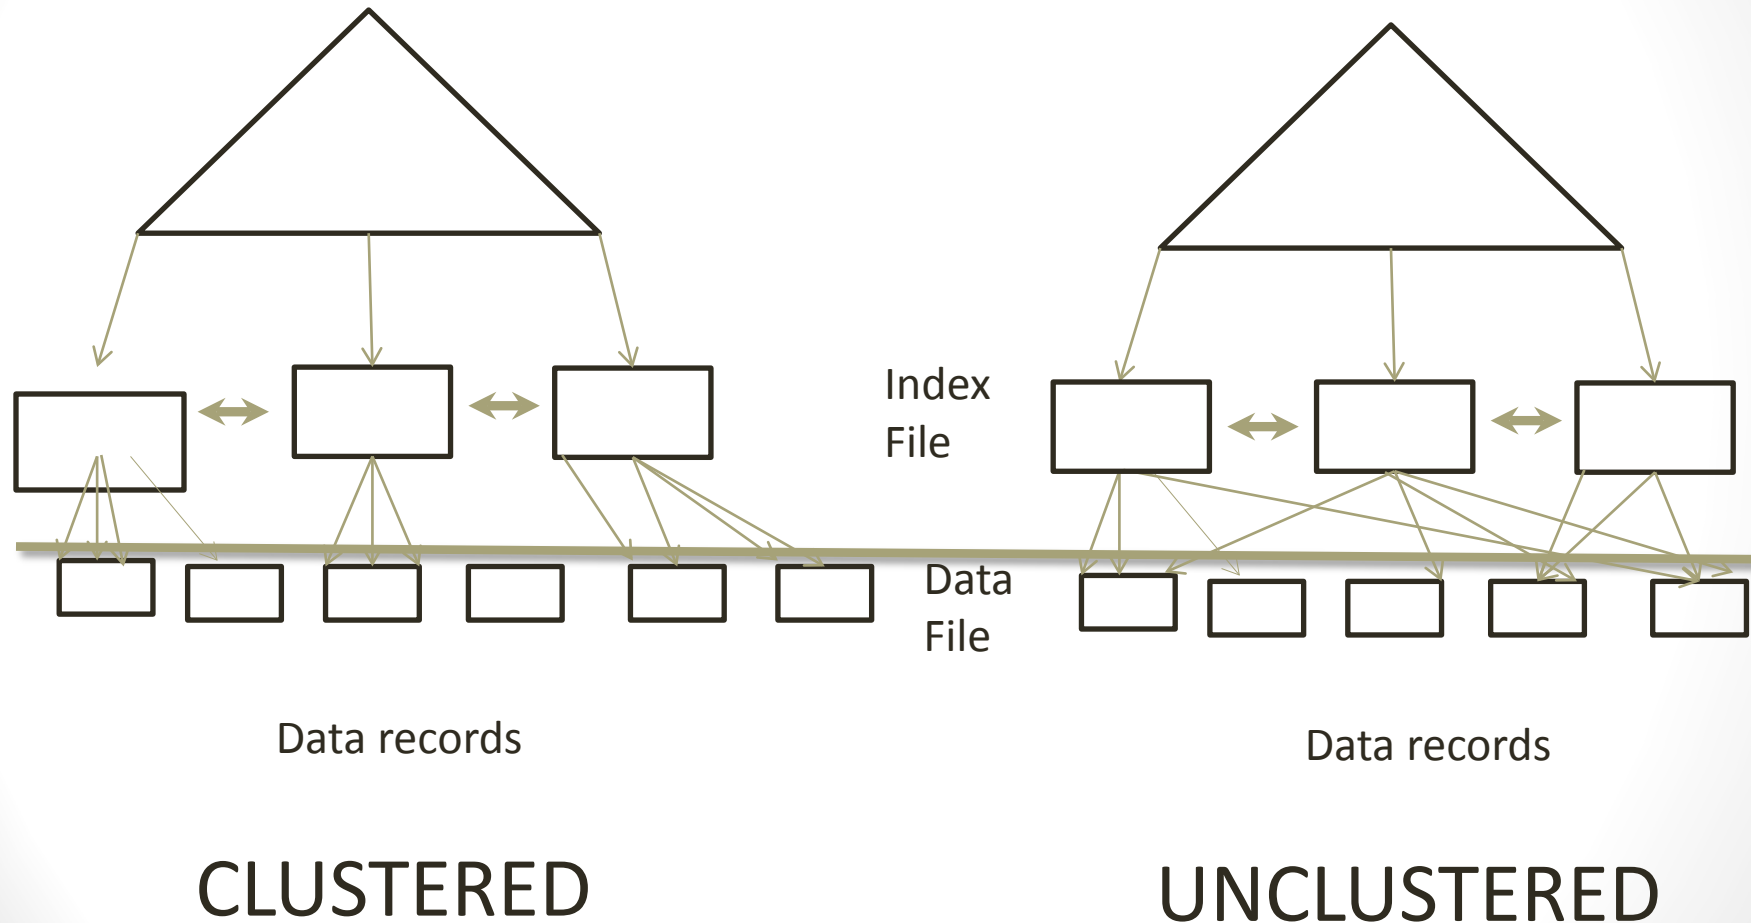 Index
File
Data
File
Data records
Data records
CLUSTERED
UNCLUSTERED